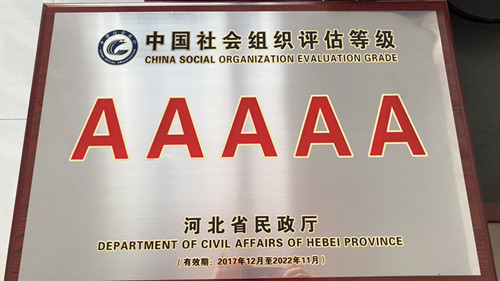 中国社会组织评估等级
CHINA SOCIAL ORGANIZATION EVALUATION GRADE
AAAAA
河北省民政厅
DEPARTMENT OF CIVIL AFFAIRS OF HEBEI PROVINCE
(有效期：2017年12月至2022年11月)